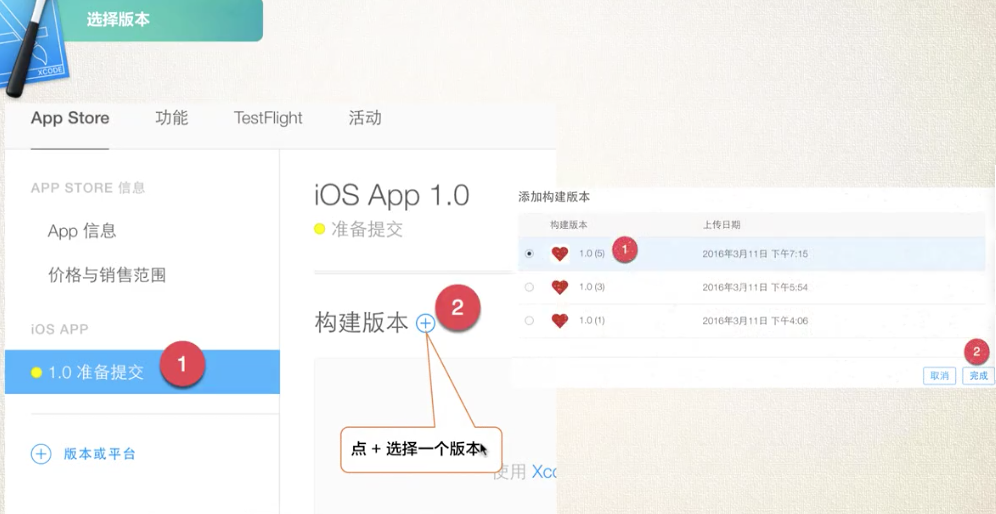 选择版本
XCODE
App Store 功能 TestFlight 活动
APP STORE 信息
App 信息
价格与销售范围
iOS APP
1.0 准备提交
1
版本或平台
iOS App 1.0
准备提交
构建版本
2
点 + 选择一个版本
使用 Xco
添加构建版本
构建版本 上传日期
1.0 (5) 1 2016年3月11日 下午7:15
1.0 (3) 2016年3月11日 下午5:54
1.0 (1) 2016年3月11日 下午4:06
2
取消 完成